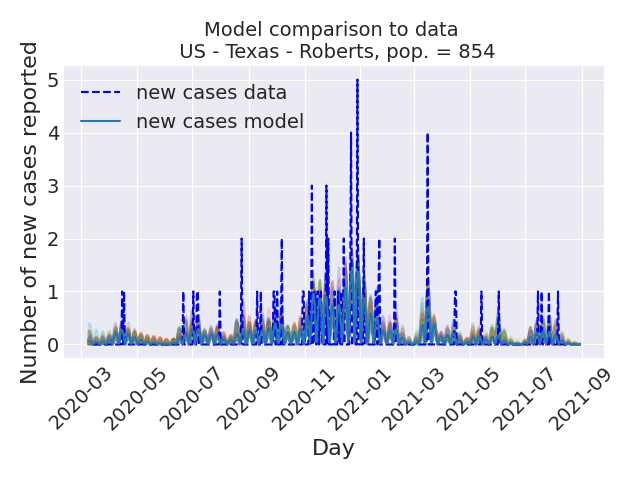 Model comparison to data
US - Texas - Roberts, pop. = 854
Number of new cases reported
5
4
3
2
1
0
new cases data
new cases model
2020-03
2020-05
2020-07
2020-09
2020-11
2021-01
2021-03
2021-05
2021-07
2021-09
Day